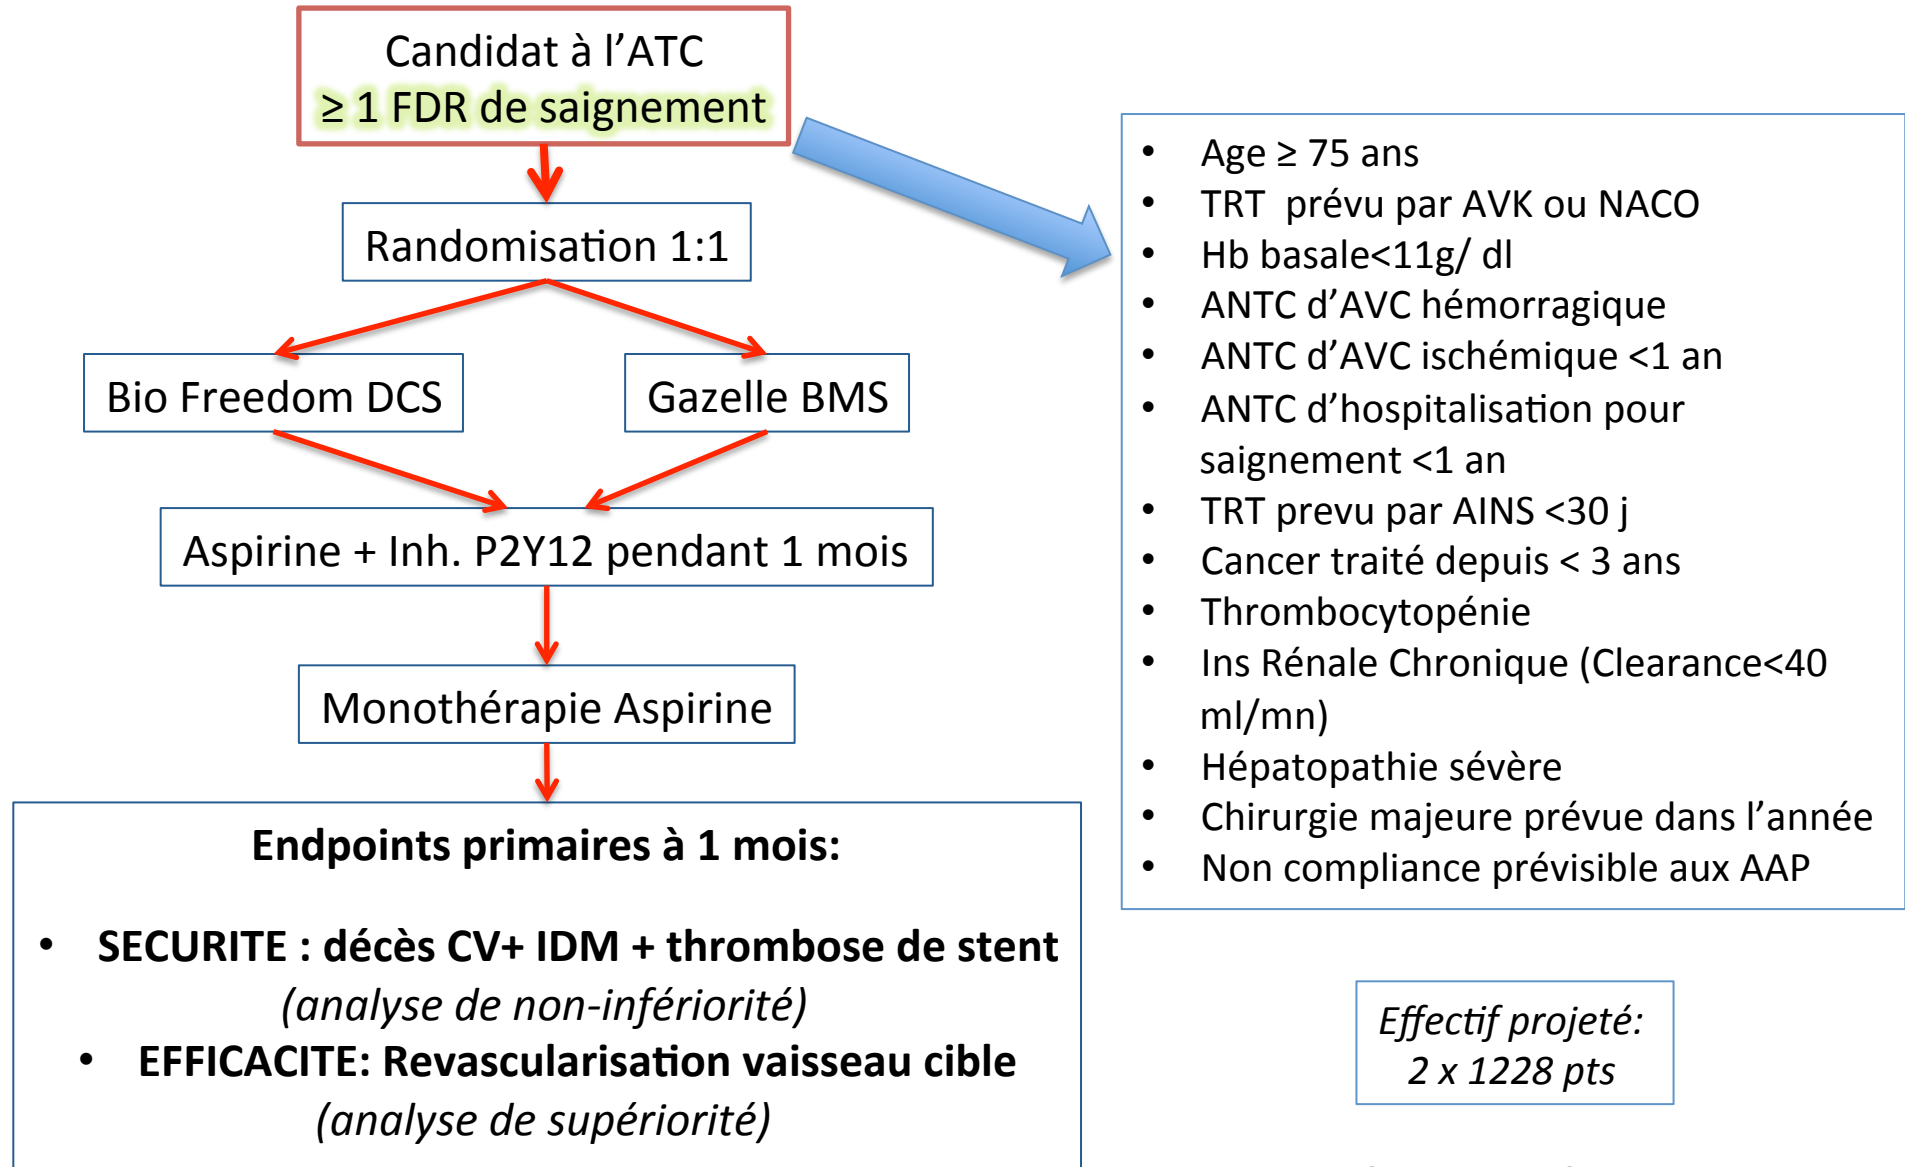 Candidat à l'ATC
≥ 1 FDR de saignement
Randomisation 1:1
Bio Freedom DCS
Gazelle BMS
Aspirine + Inh. P2Y12 pendant 1 mois
Monothérapie Aspirine
Endpoints primaires à 1 mois:
• SECURITE : décès CV+ IDM + thrombose de stent
(analyse de non-infériorité)
• EFFICACITE: Revascularisation vaisseau cible
(analyse de supériorité)
• Age ≥ 75 ans
• TRT prévu par AVK ou NACO
• Hb basale<11g/ dl
• ANTC d'AVC hémorragique
• ANTC d'AVC ischémique <1 an
• ANTC d'hospitalisation pour
saignement <1 an
• TRT prevu par AINS <30 j
• Cancer traité depuis < 3 ans
• Thrombocytopénie
• Ins Rénale Chronique (Clearance<40
ml/mn)
• Hépatopathie sévère
• Chirurgie majeure prévue dans l'année
• Non compliance prévisible aux AAP
Effectif projeté:
2 x 1228 pts